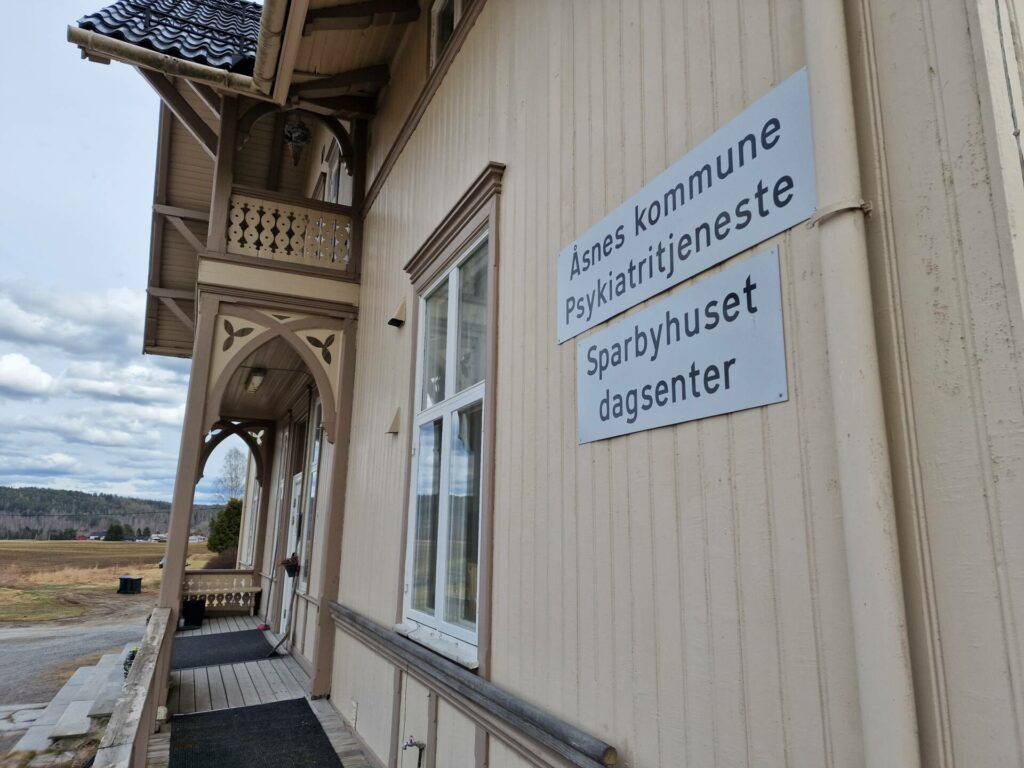 Åsnes kommune
Psykiatritjeneste
Sparbyhuset
dagsenter